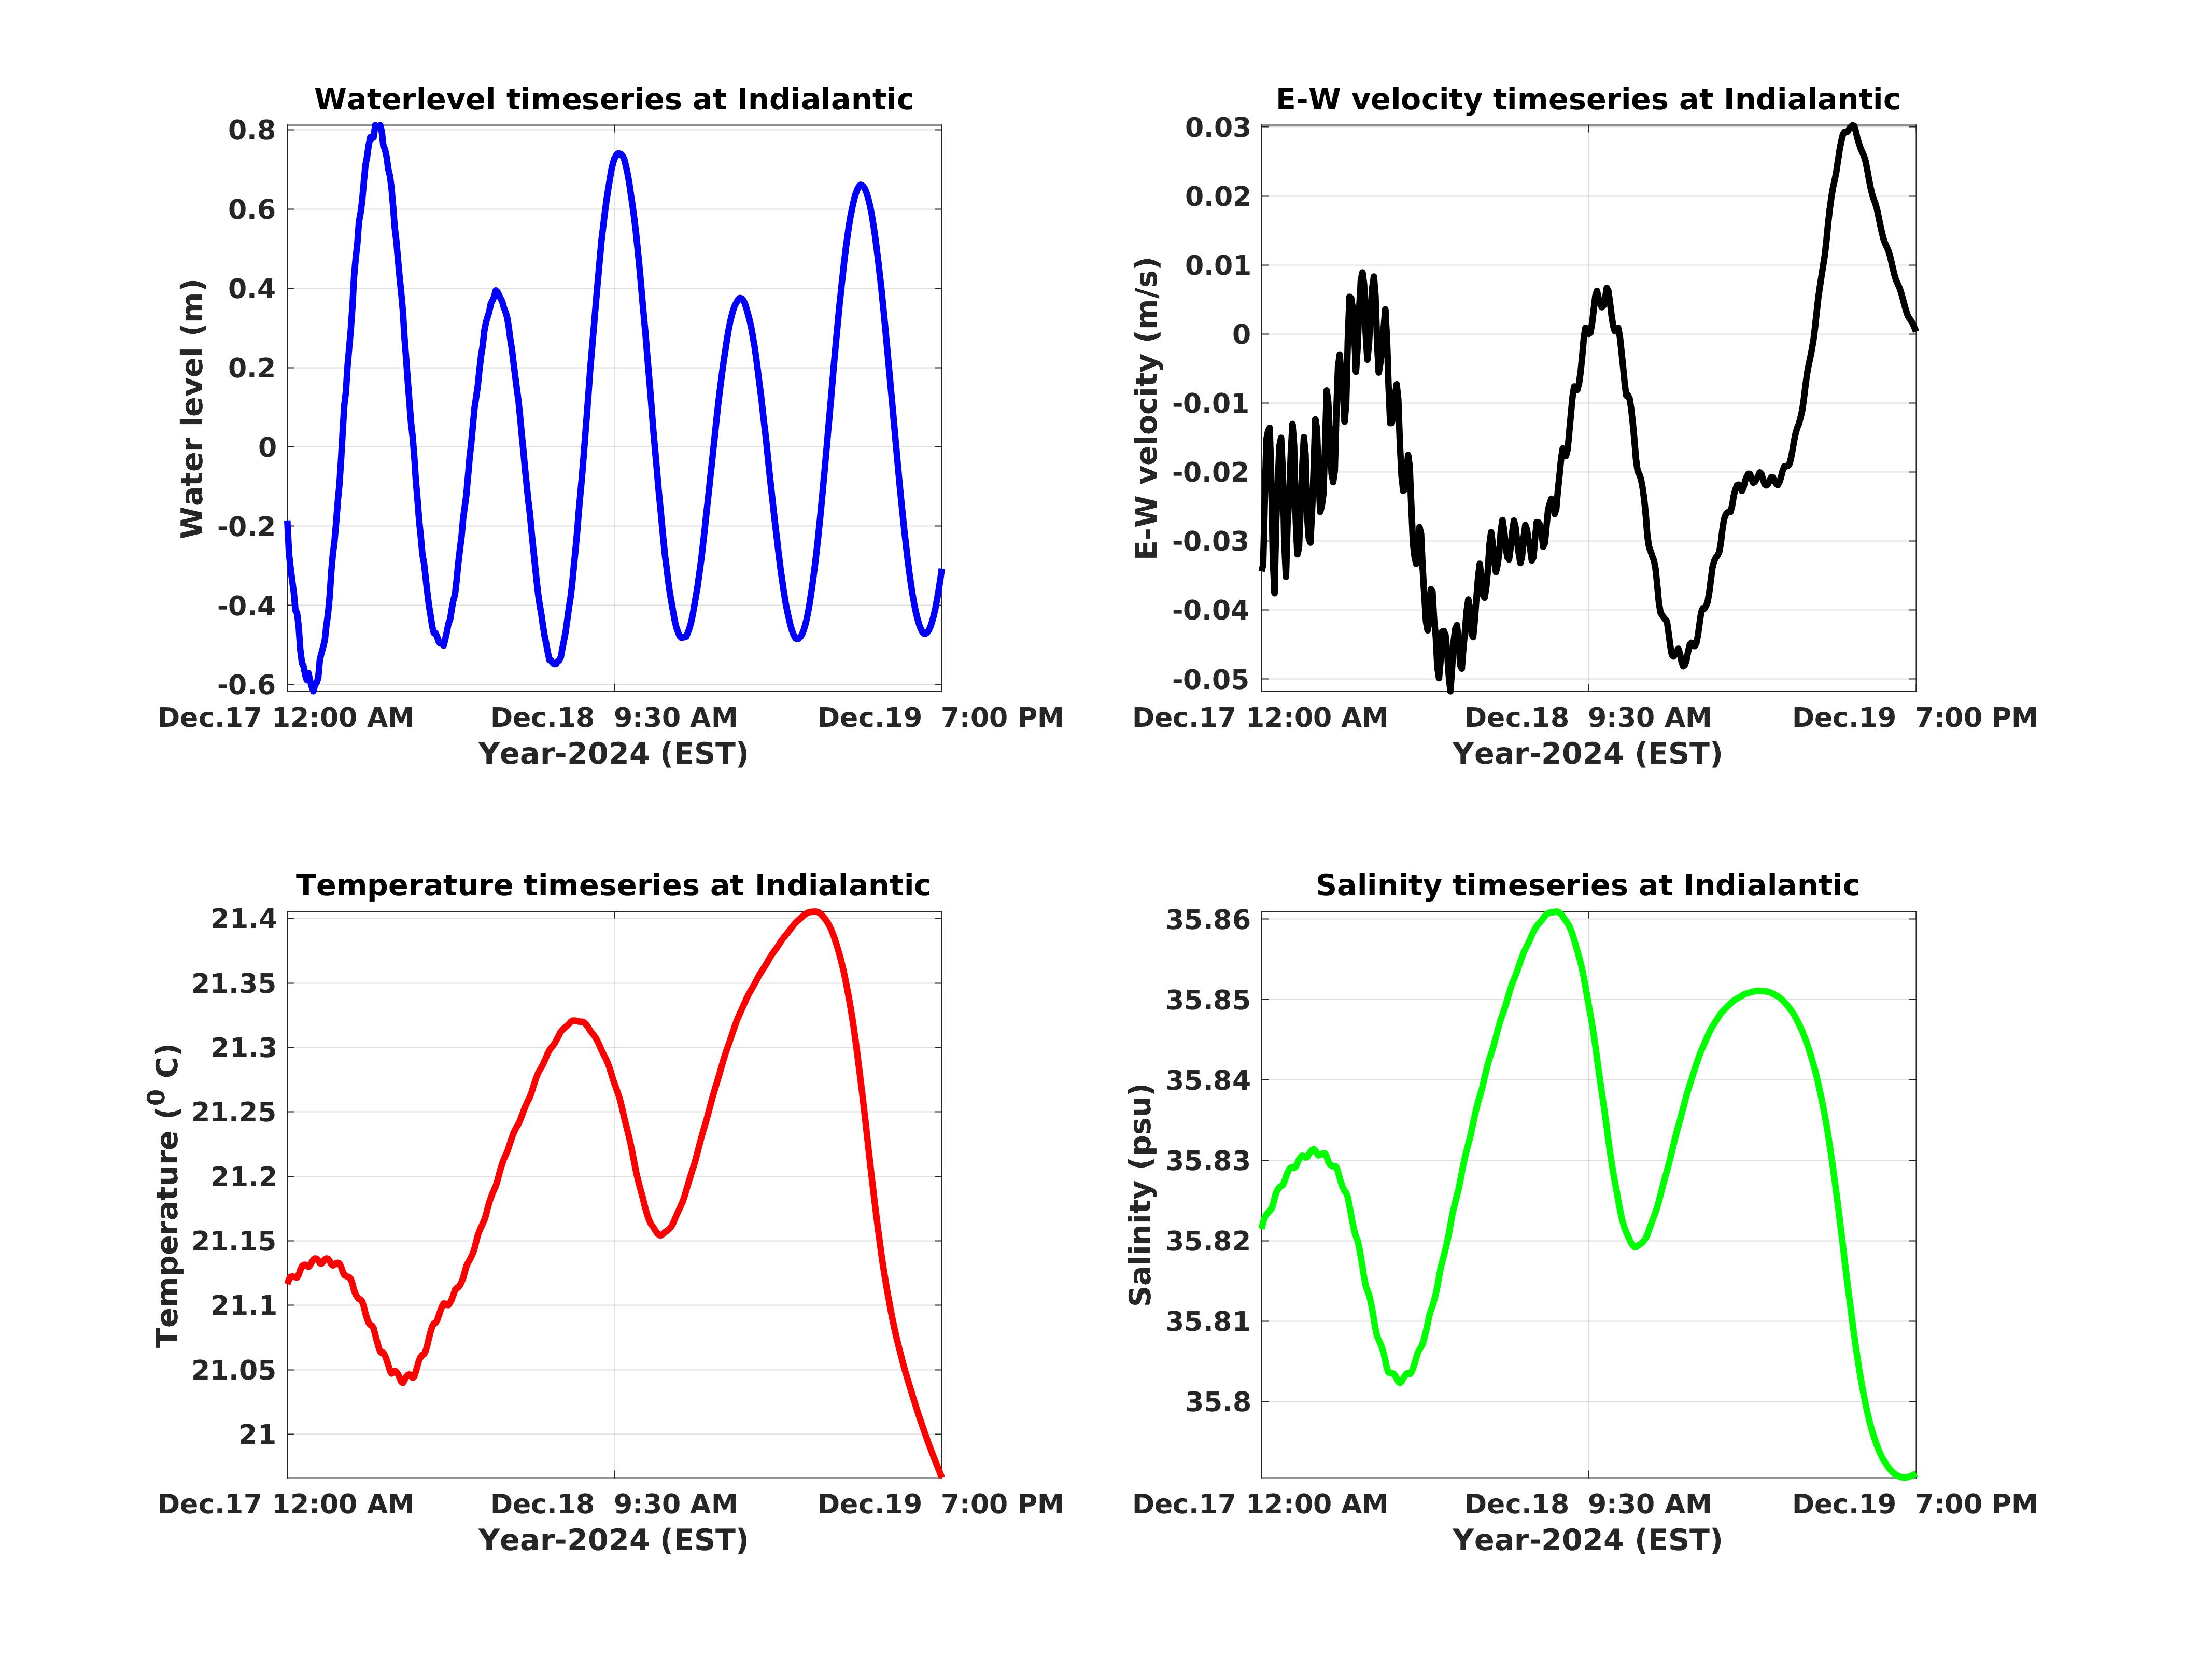 Waterlevel timeseries at Indialantic
0.8
0.6
0.4
0.2
0
-0.2
-0.4
-0.6
Water level (m)
Dec.17 12:00 AM
Dec.18 9:30 AM
Dec.19 7:00 PM
Year-2024 (EST)
E-W velocity timeseries at Indialantic
0.03
0.02
0.01
0
-0.01
-0.02
-0.03
-0.04
-0.05
E-W velocity (m/s)
Dec.17 12:00 AM
Dec.18 9:30 AM
Dec.19 7:00 PM
Year-2024 (EST)
Temperature timeseries at Indialantic
21.4
21.35
21.3
21.25
21.2
21.15
21.1
21.05
21
Temperature (⁰ C)
Dec.17 12:00 AM
Dec.18 9:30 AM
Dec.19 7:00 PM
Year-2024 (EST)
Salinity timeseries at Indialantic
35.86
35.85
35.84
35.83
35.82
35.81
35.8
Salinity (psu)
Dec.17 12:00 AM
Dec.18 9:30 AM
Dec.19 7:00 PM
Year-2024 (EST)